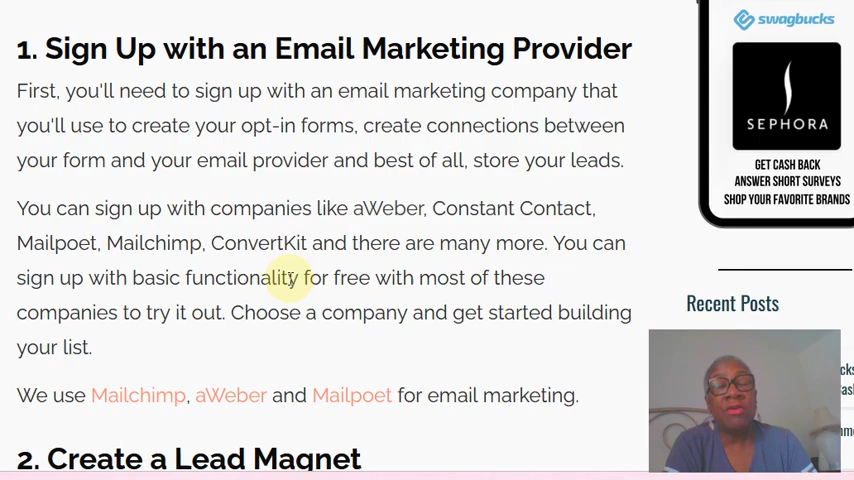 swagbucks
1. Sign Up with an Email Marketing Provider
First, you'll need to sign up with an email marketing company that
you'll use to create your opt-in forms, create connections between
your form and your email provider and best of all, store your leads.
SEPHORA
GET CASH BACK
ANSWER SHORT SURVEYS
SHOP YOUR FAVORITE BRANDS
You can sign up with companies like aWeber, Constant Contact,
Mailpoet, Mailchimp, ConvertKit and there are many more. You can
sign up with basic functionality for free with most of these
companies to try it out. Choose a company and get started building
your list.
Recent Posts
We use Mailchimp, aWeber and Mailpoet for email marketing.
2. Create a Lead Magnet